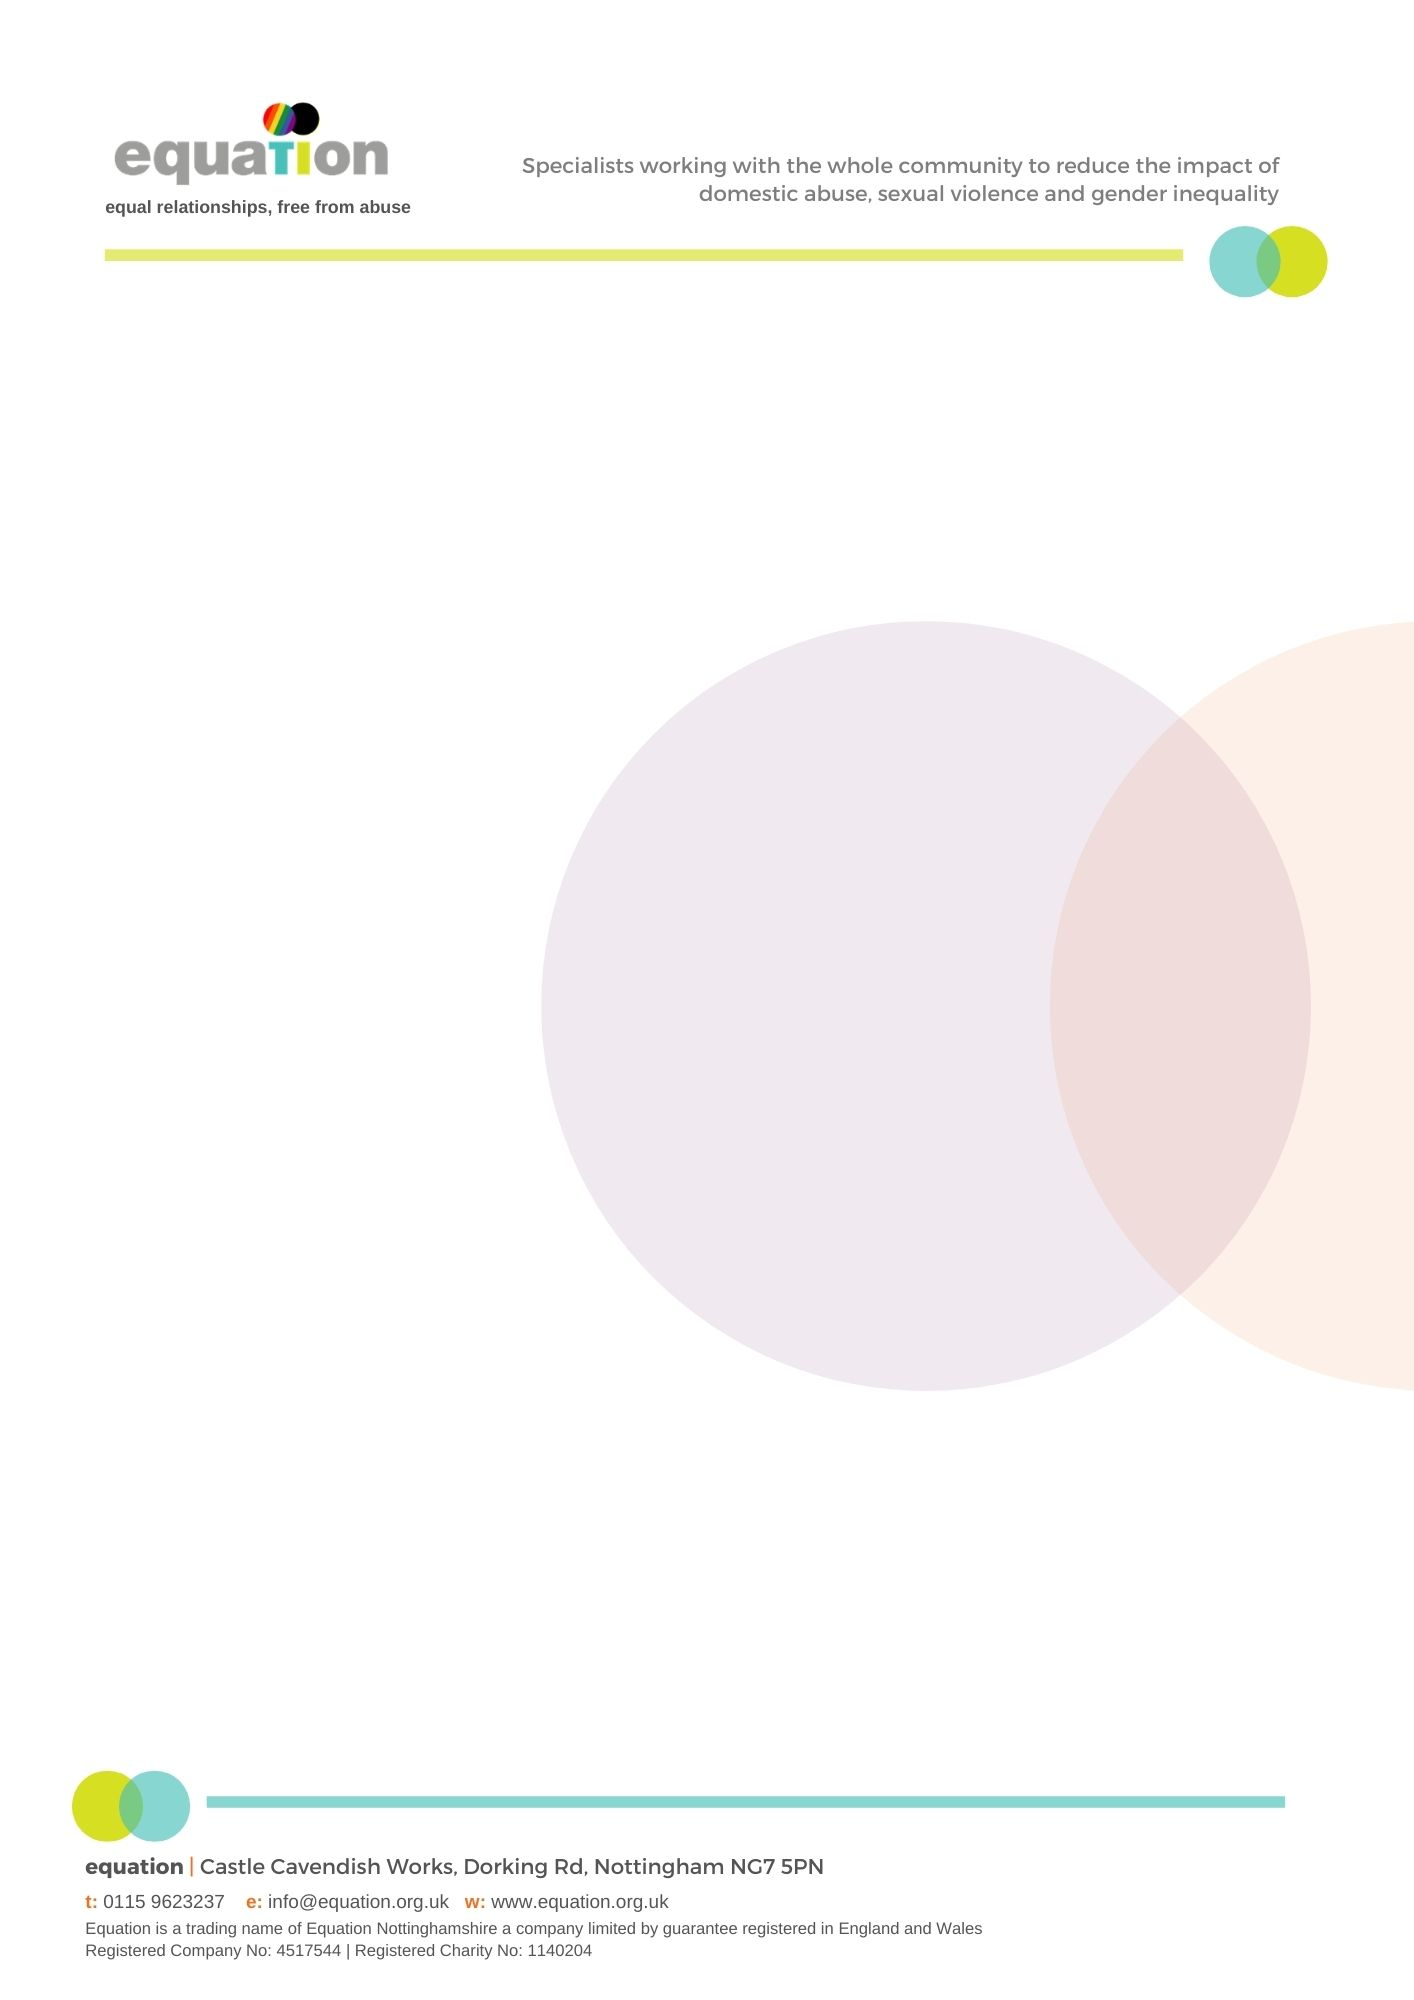 equaTion
equal relationships, free from abuse
Specialists working with the whole community to reduce the impact of
domestic abuse, sexual violence and gender inequality
equation | Castle Cavendish Works, Dorking Rd, Nottingham NG7 5PN
t: 0115 9623237 e: info@equation.org.uk w: www.equation.org.uk
Equation is a trading name of Equation Nottinghamshire a company limited by guarantee registered in England and Wales
Registered Company No: 4517544 | Registered Charity No: 1140204